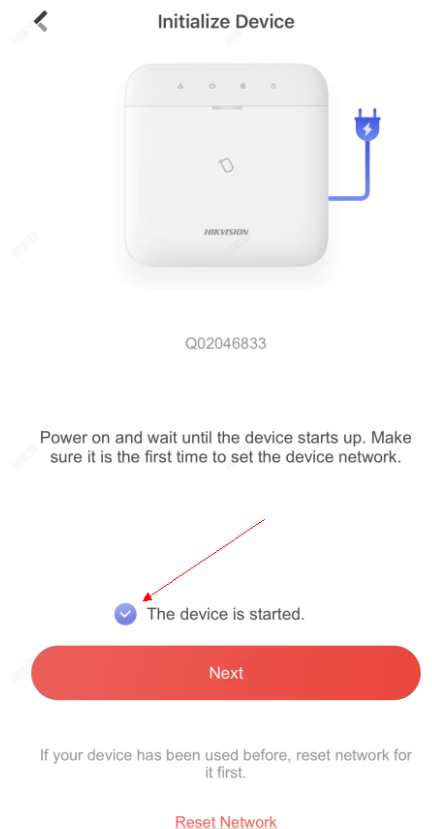 Initialize Device
HIKVISION
Q02046833
Power on and wait until the device starts up. Make
sure it is the first time to set the device network.
The device is started.
Next
If your device has been used before, reset network for
it first.
Reset Network